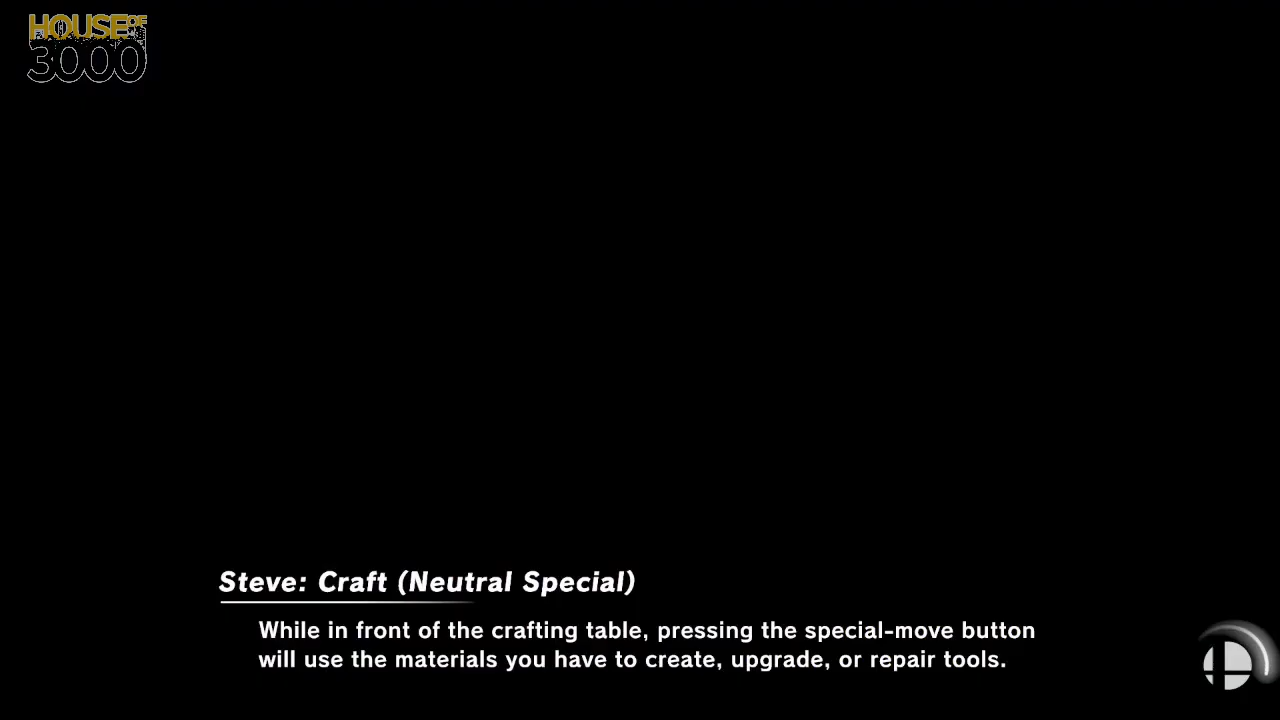 HOUSE OF
3000
Steve: Craft (Neutral Special)
While in front of the crafting table, pressing the special-move button
will use the materials you have to create, upgrade, or repair tools.